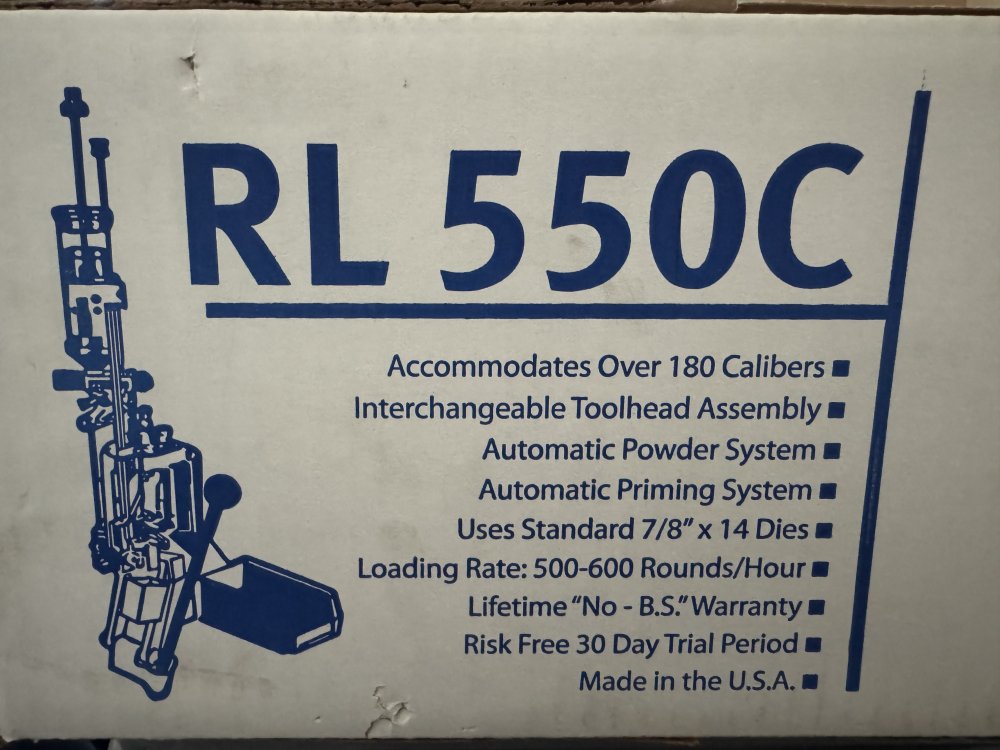 RL 550C
Accommodates Over 180 Calibers
Interchangeable Toolhead Assembly
Automatic Powder System
Automatic Priming System
Uses Standard 7/8” x 14 Dies
Loading Rate: 500-600 Rounds/Hour
Lifetime “No - B.S.” Warranty
Risk Free 30 Day Trial Period
Made in the U.S.A.